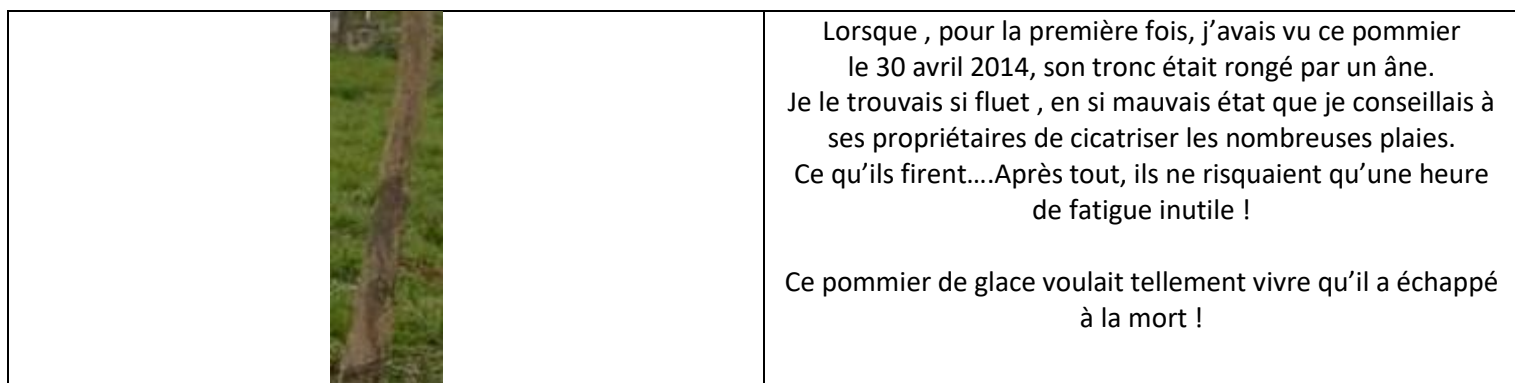 Lorsque , pour la première fois, j’avais vu ce pommier
le 30 avril 2014, son tronc était rongé par un âne.
Je le trouvais si fluet , en si mauvais état que je conseillais à
ses propriétaires de cicatriser les nombreuses plaies.
Ce qu’ils firent….Après tout, ils ne risquaient qu’une heure
de fatigue inutile !
Ce pommier de glace voulait tellement vivre qu’il a échappé
à la mort !